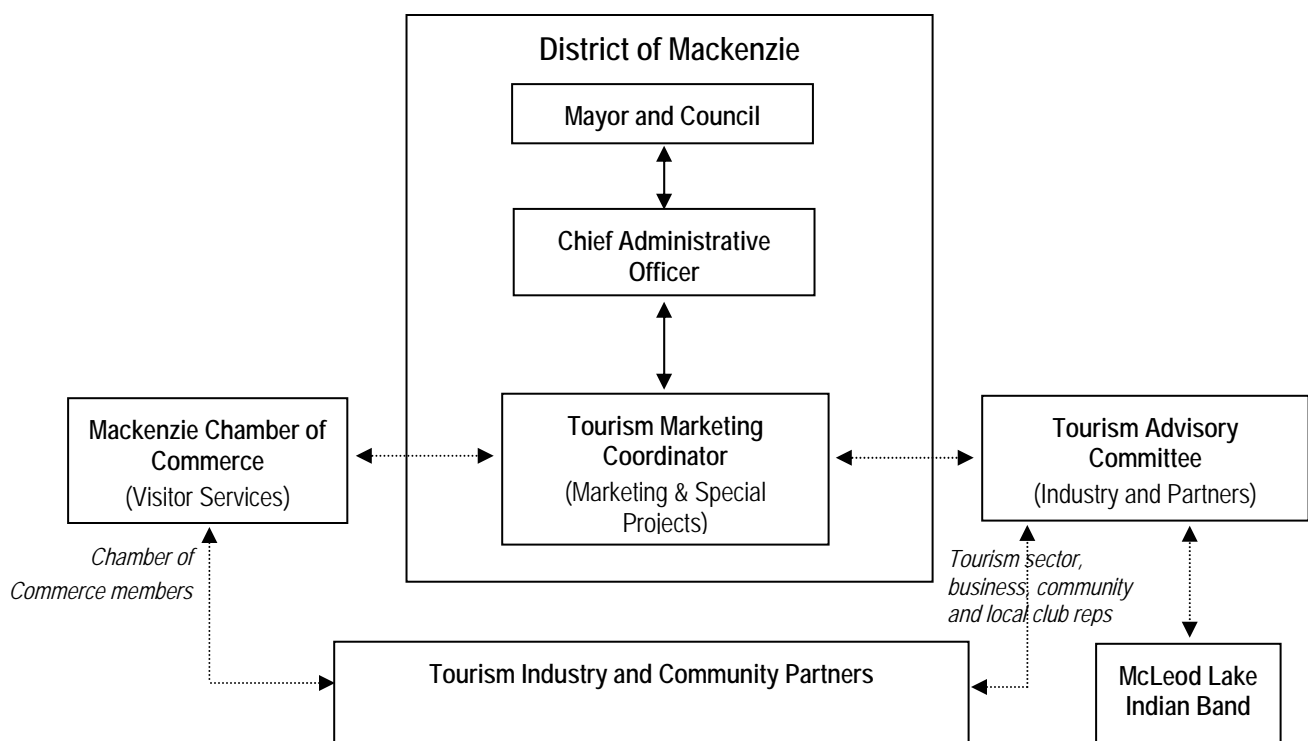 District of Mackenzie
Mayor and Council
Chief Administrative
Officer
Mackenzie Chamber of
Commerce
(Visitor Services)
Tourism Marketing
Coordinator
(Marketing & Special
Projects)
Tourism Advisory
Committee
(Industry and Partners)
Chamber of
Commerce members
Tourism sector,
business, community
and local club reps
Tourism Industry and Community Partners
McLeod Lake
Indian Band